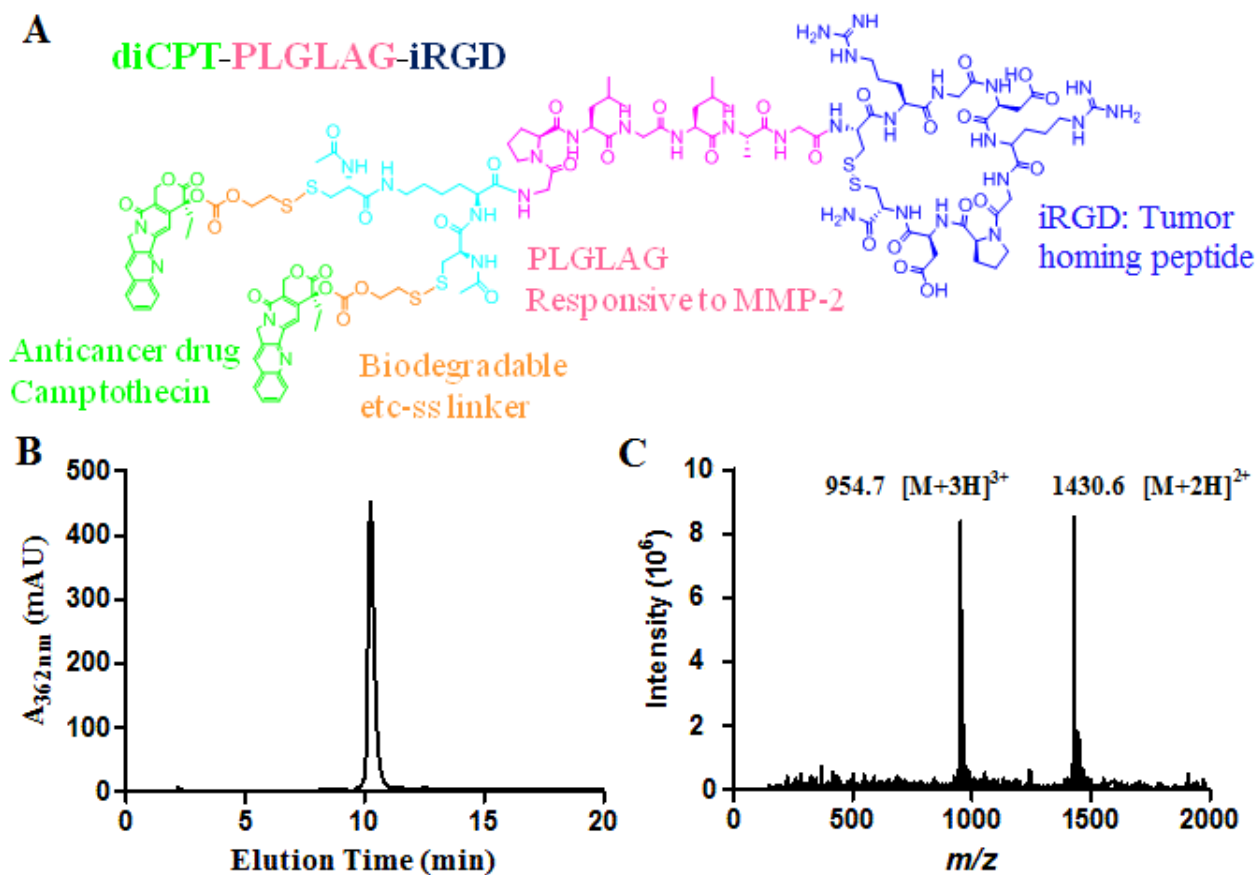 A
diCPT-PLGLAG-iRGD
Anticancer drug
Camptothecin
Biodegradable
etc-ss linker
PLGLAG
Responsive to MMP-2
iRGD: Tumor
homing peptide
B
A362nm (mAU)
500
400
300
200
100
0
0 5 10 15 20
Elution Time (min)
C
954.7 [M+3H]3+ 1430.6 [M+2H]2+
Intensity (10^6)
10
8
6
4
2
0
0 500 1000 1500 2000
m/z